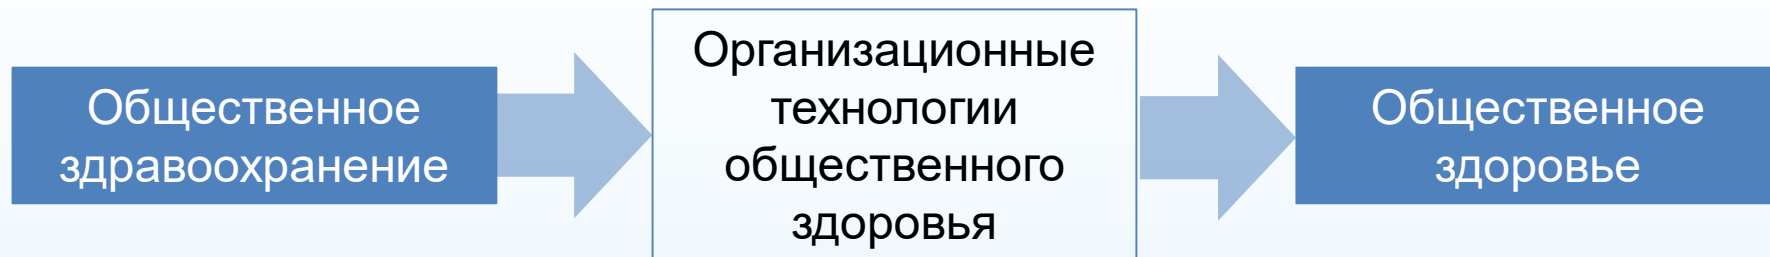 Общественное
здравоохранение
Организационные
технологии
общественного
здоровья
Общественное
здоровье